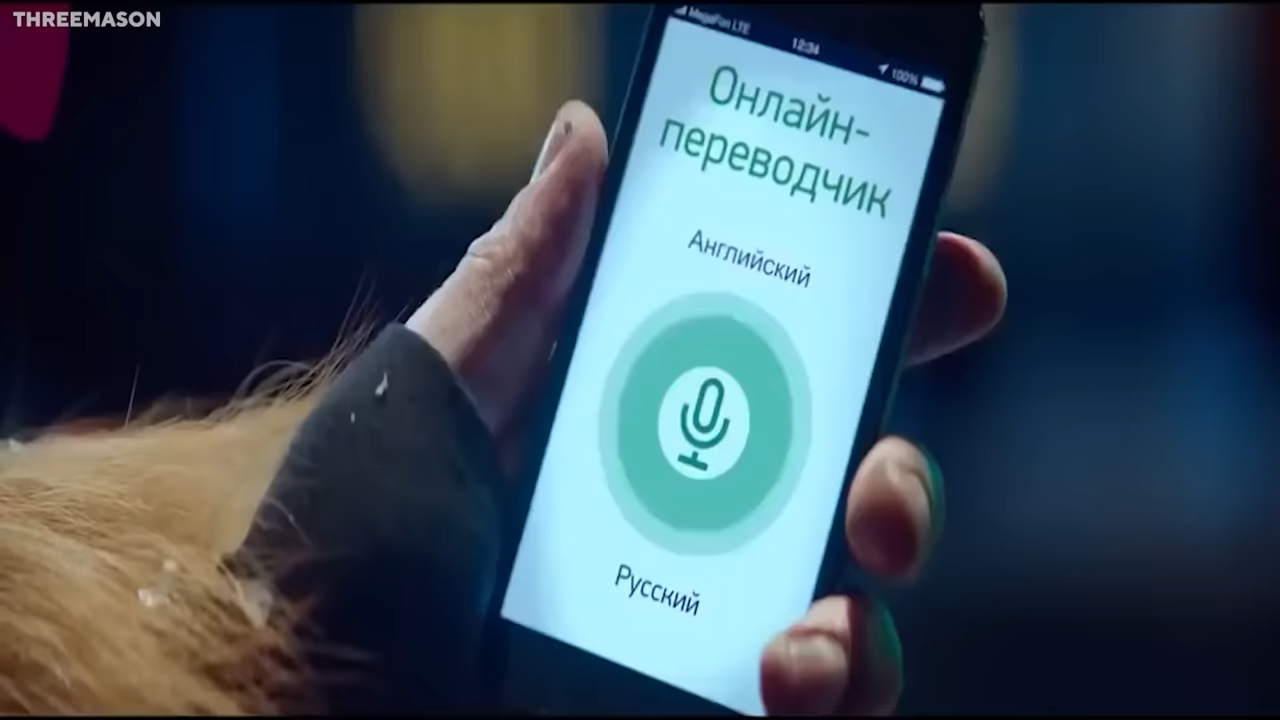 THREEMASON
MegaFon LTE
12:34
100%
Онлайн-
переводчик
Английский
Русский